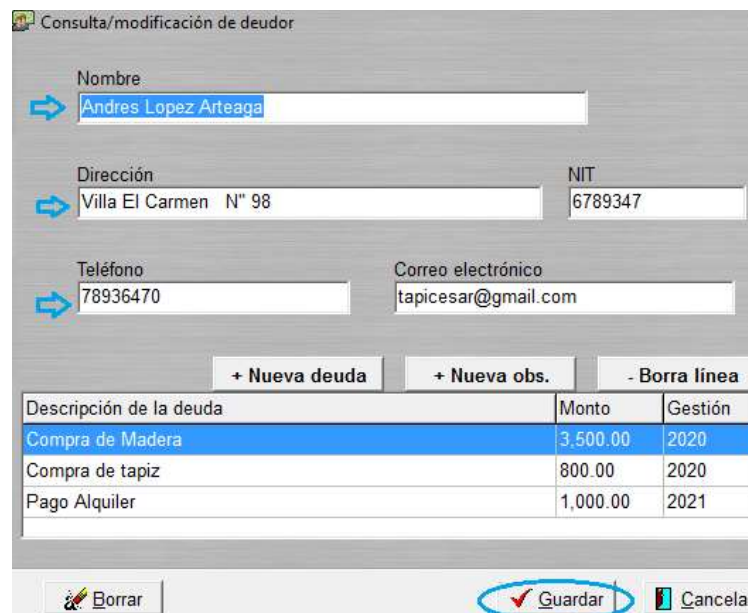 Consulta/modificación de deudor
Nombre
Andres Lopez Arteaga
Dirección NIT
Villa El Carmen N" 98 6789347
Teléfono Correo electrónico
78936470 tapicesar@gmail.com
+ Nueva deuda + Nueva obs. - Borra línea
Descripción de la deuda Monto Gestión
Compra de Madera 3,500.00 2020
Compra de tapiz 800.00 2020
Pago Alquiler 1,000.00 2021
Borrar Guardar Cancela